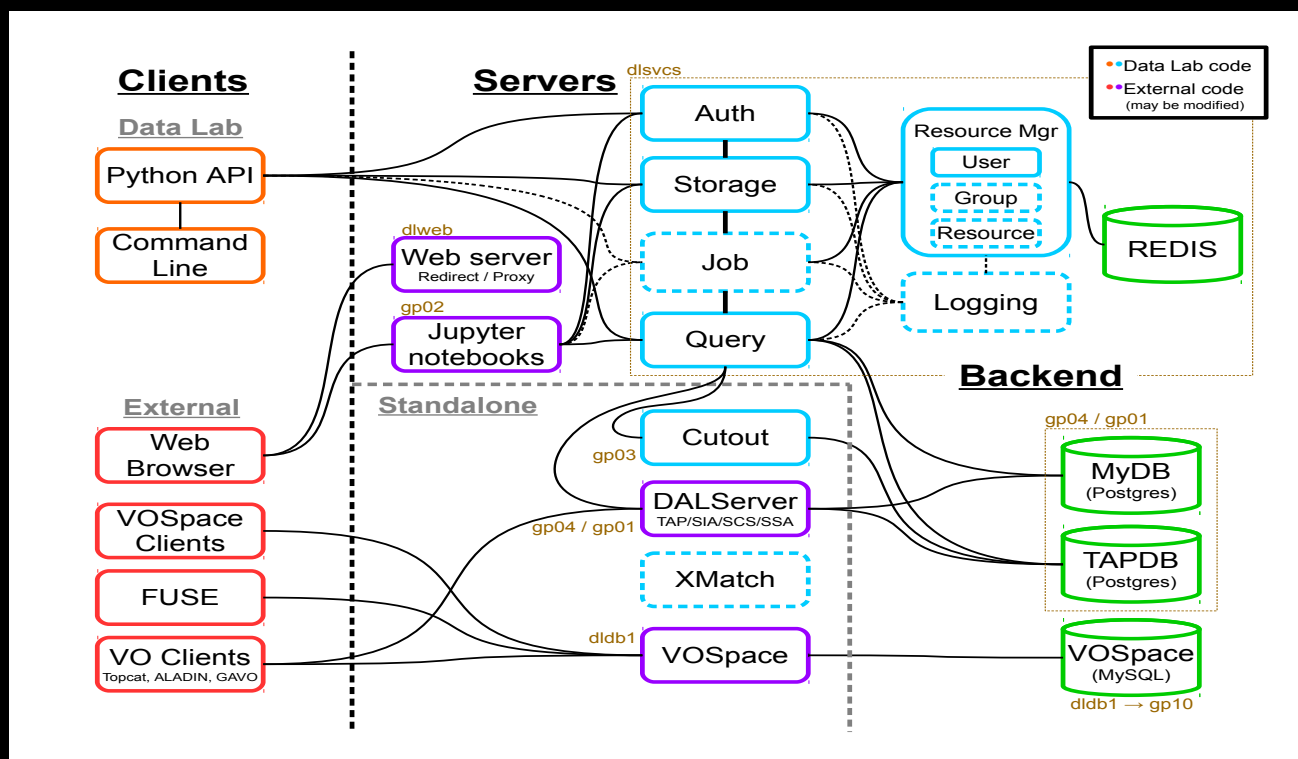 Clients
Servers
dlsvcs
Data Lab code
External code
(may be modified)
Data Lab
Python API
Command
Line
dlweb
Web server
Redirect / Proxy
gp02
Jupyter
notebooks
Auth
Storage
Job
Query
Resource Mgr
User
Group
Resource
Logging
REDIS
Backend
External
Web
Browser
VOSpace
Clients
FUSE
VO Clients
Topcat, ALADIN, GAVO
Standalone
Cutout
gp03
DALServer
TAP/SIA/SCS/SSA
gp04 / gp01
XMatch
dldb1
VOSpace
gp04 / gp01
MyDB
(Postgres)
TAPDB
(Postgres)
VOSpace
(MySQL)
dldb1 → gp10